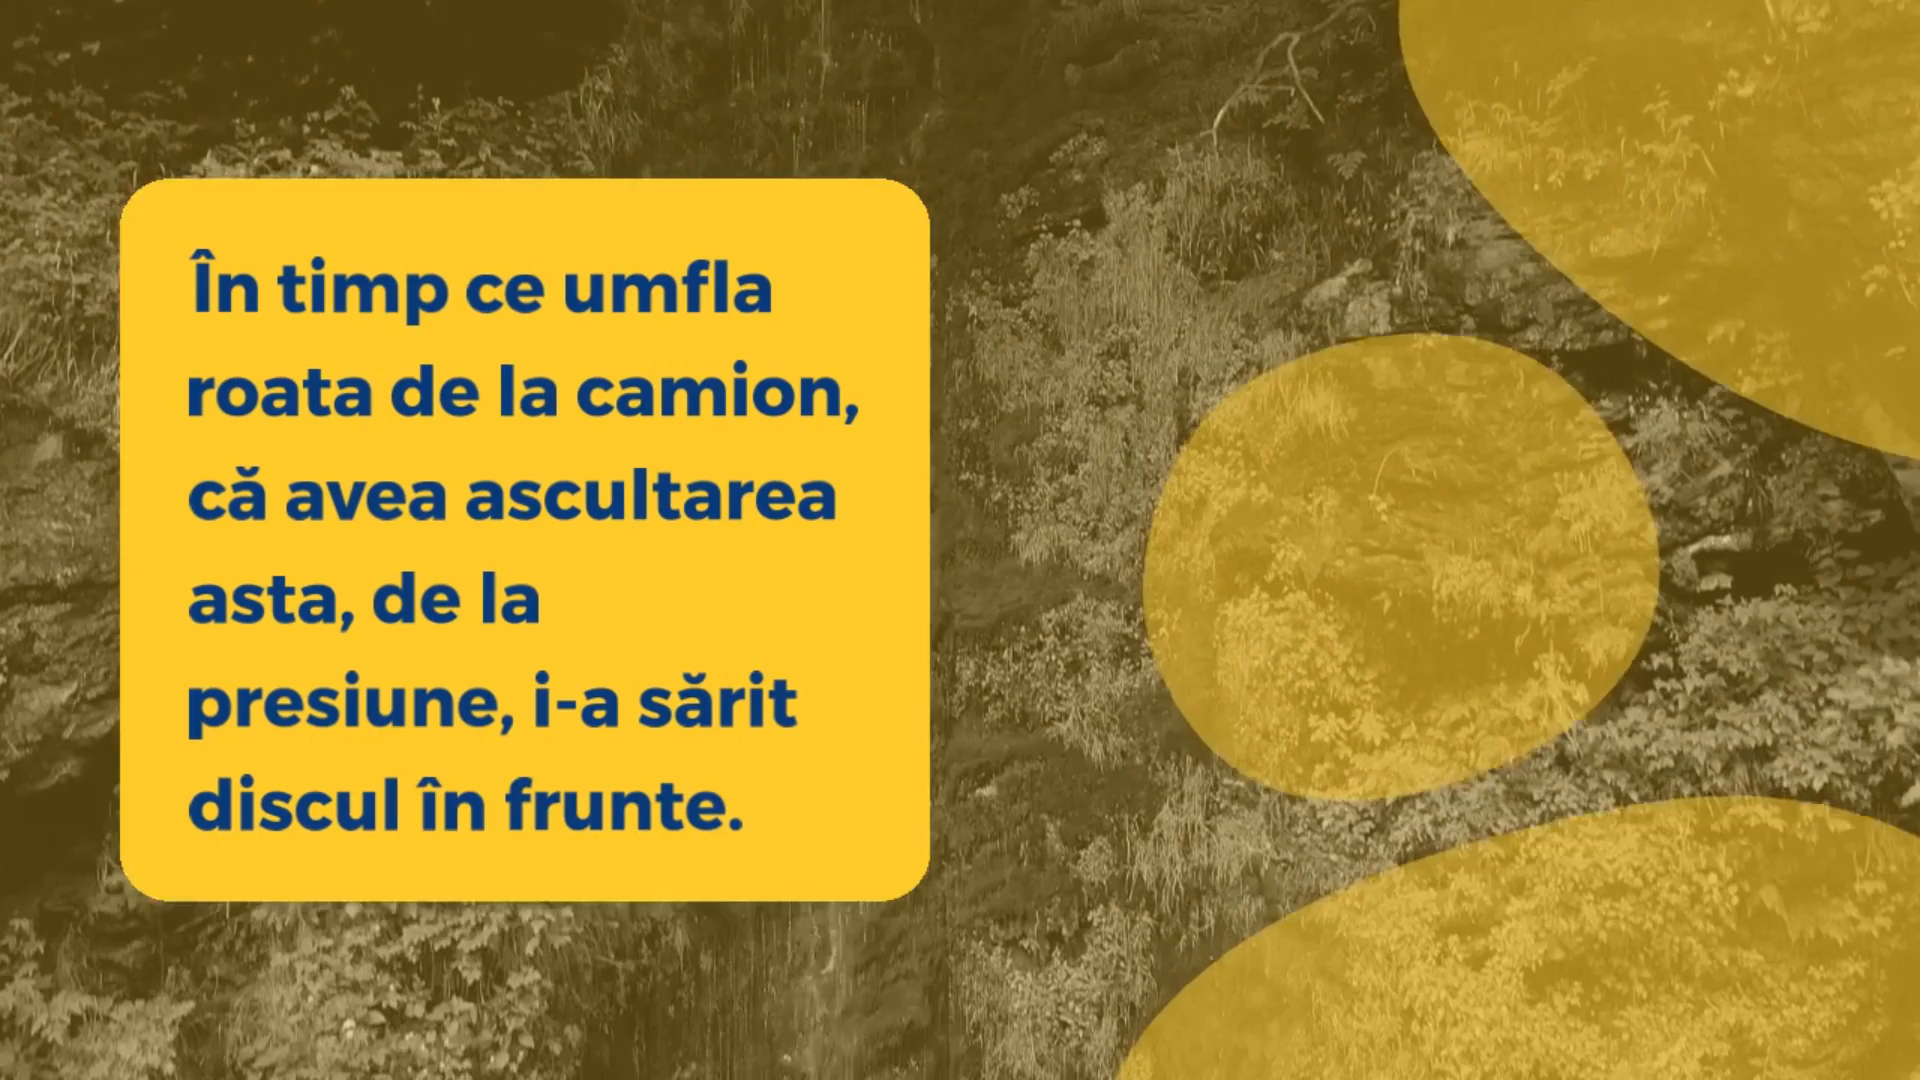 În timp ce umfla
roata de la camion,
că avea ascultarea
asta, de la
presiune, i-a sărit
discul în frunte.